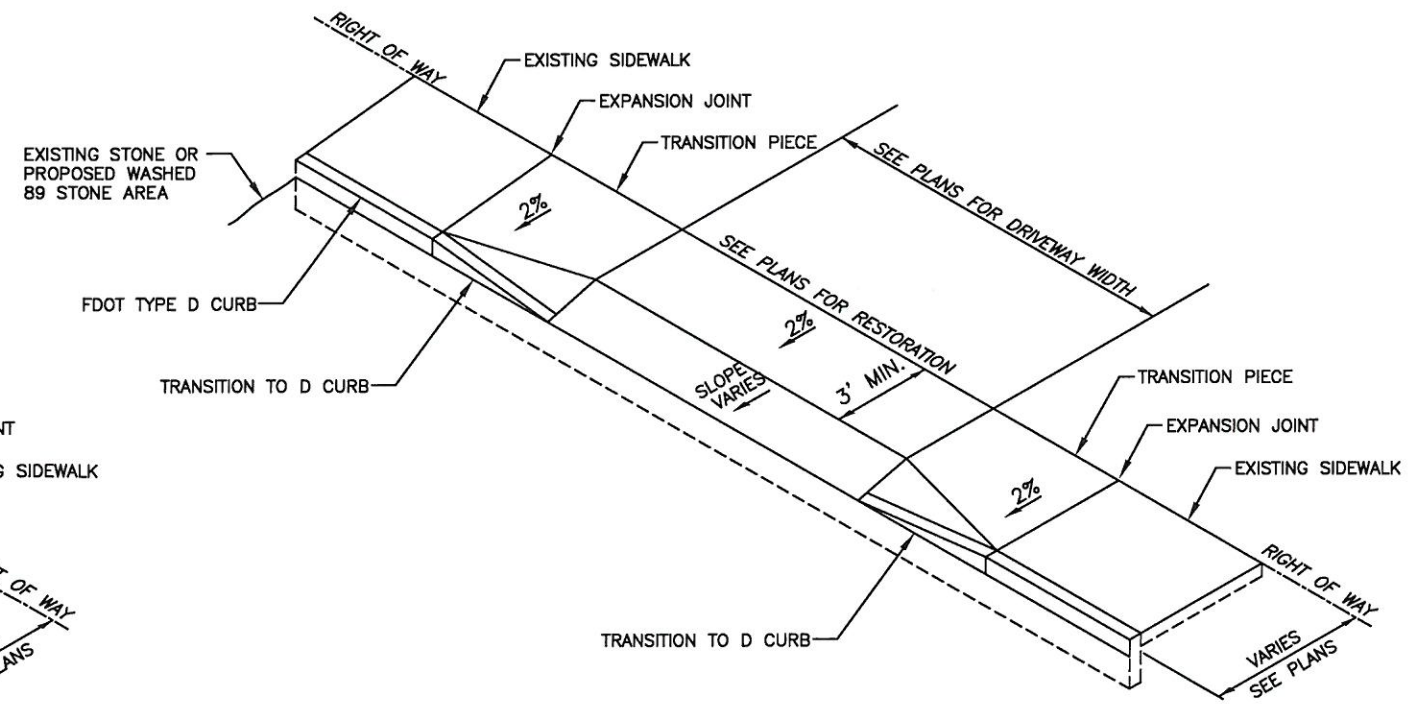 RIGHT OF WAY
EXISTING SIDEWALK
EXPANSION JOINT
TRANSITION PIECE
EXISTING STONE OR
PROPOSED WASHED
89 STONE AREA
2%
SEE PLANS FOR DRIVEWAY WIDTH
SEE PLANS FOR RESTORATION
FDOT TYPE D CURB
2%
TRANSITION TO D CURB
SLOPE
VARIES
3' MIN.
TRANSITION PIECE
EXPANSION JOINT
EXISTING SIDEWALK
NT
G SIDEWALK
2%
RIGHT OF WAY
T OF WAY
LANS
TRANSITION TO D CURB
VARIES
SEE PLANS